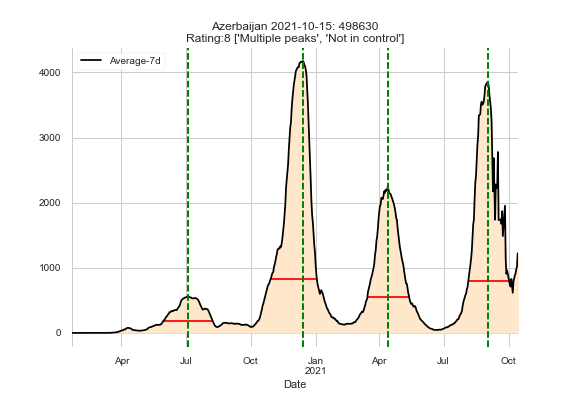 Azerbaijan 2021-10-15: 498630
Rating:8 ['Multiple peaks', 'Not in control']
Average-7d
4000
3000
2000
1000
0
Apr Jul Oct Jan Apr Jul Oct
2021
Date